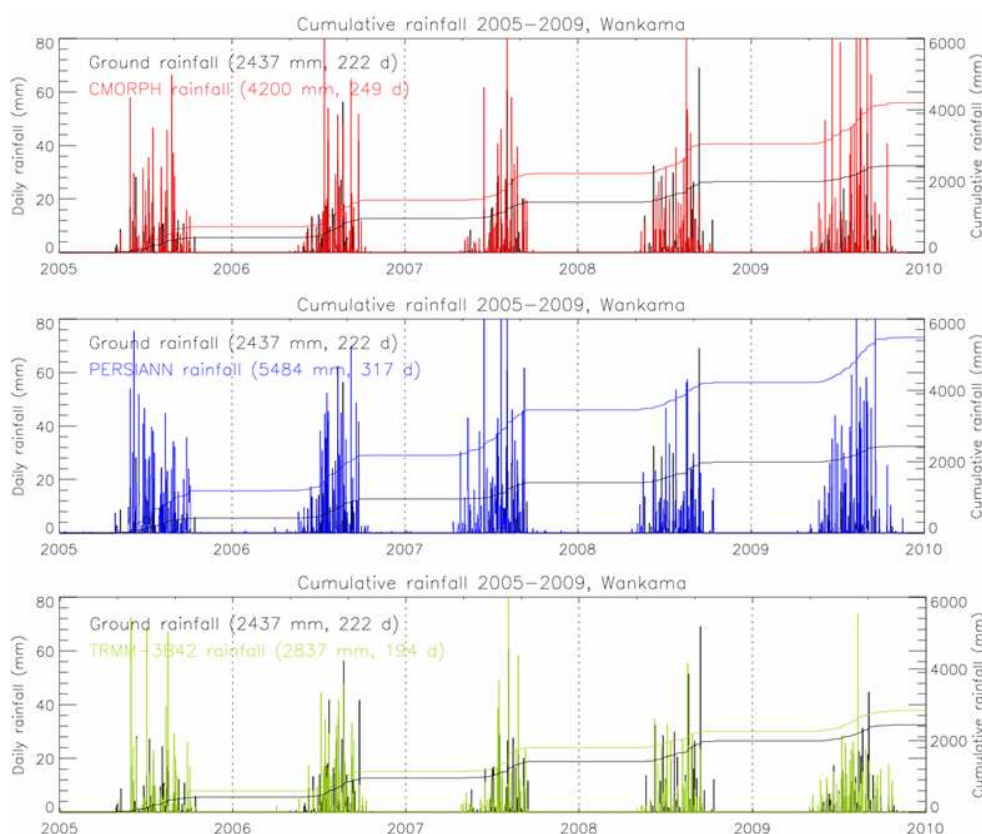 Cumulative rainfall 2005-2009, Wankama
80 6000
Ground rainfall (2437 mm, 222 d)
CMORPH rainfall (4200 mm, 249 d)
60
40 4000
20 2000
0 0
2005 2006 2007 2008 2009 2010
Daily rainfall (mm)
Cumulative rainfall (mm)
Cumulative rainfall 2005-2009, Wankama
80 6000
Ground rainfall (2437 mm, 222 d)
PERSIANN rainfall (5484 mm, 317 d)
60
40 4000
20 2000
0 0
2005 2006 2007 2008 2009 2010
Daily rainfall (mm)
Cumulative rainfall (mm)
Cumulative rainfall 2005-2009, Wankama
80 6000
Ground rainfall (2437 mm, 222 d)
TRMM-3B42 rainfall (2837 mm, 194 d)
60
40 4000
20 2000
0 0
2005 2006 2007 2008 2009 2010
Daily rainfall (mm)
Cumulative rainfall (mm)